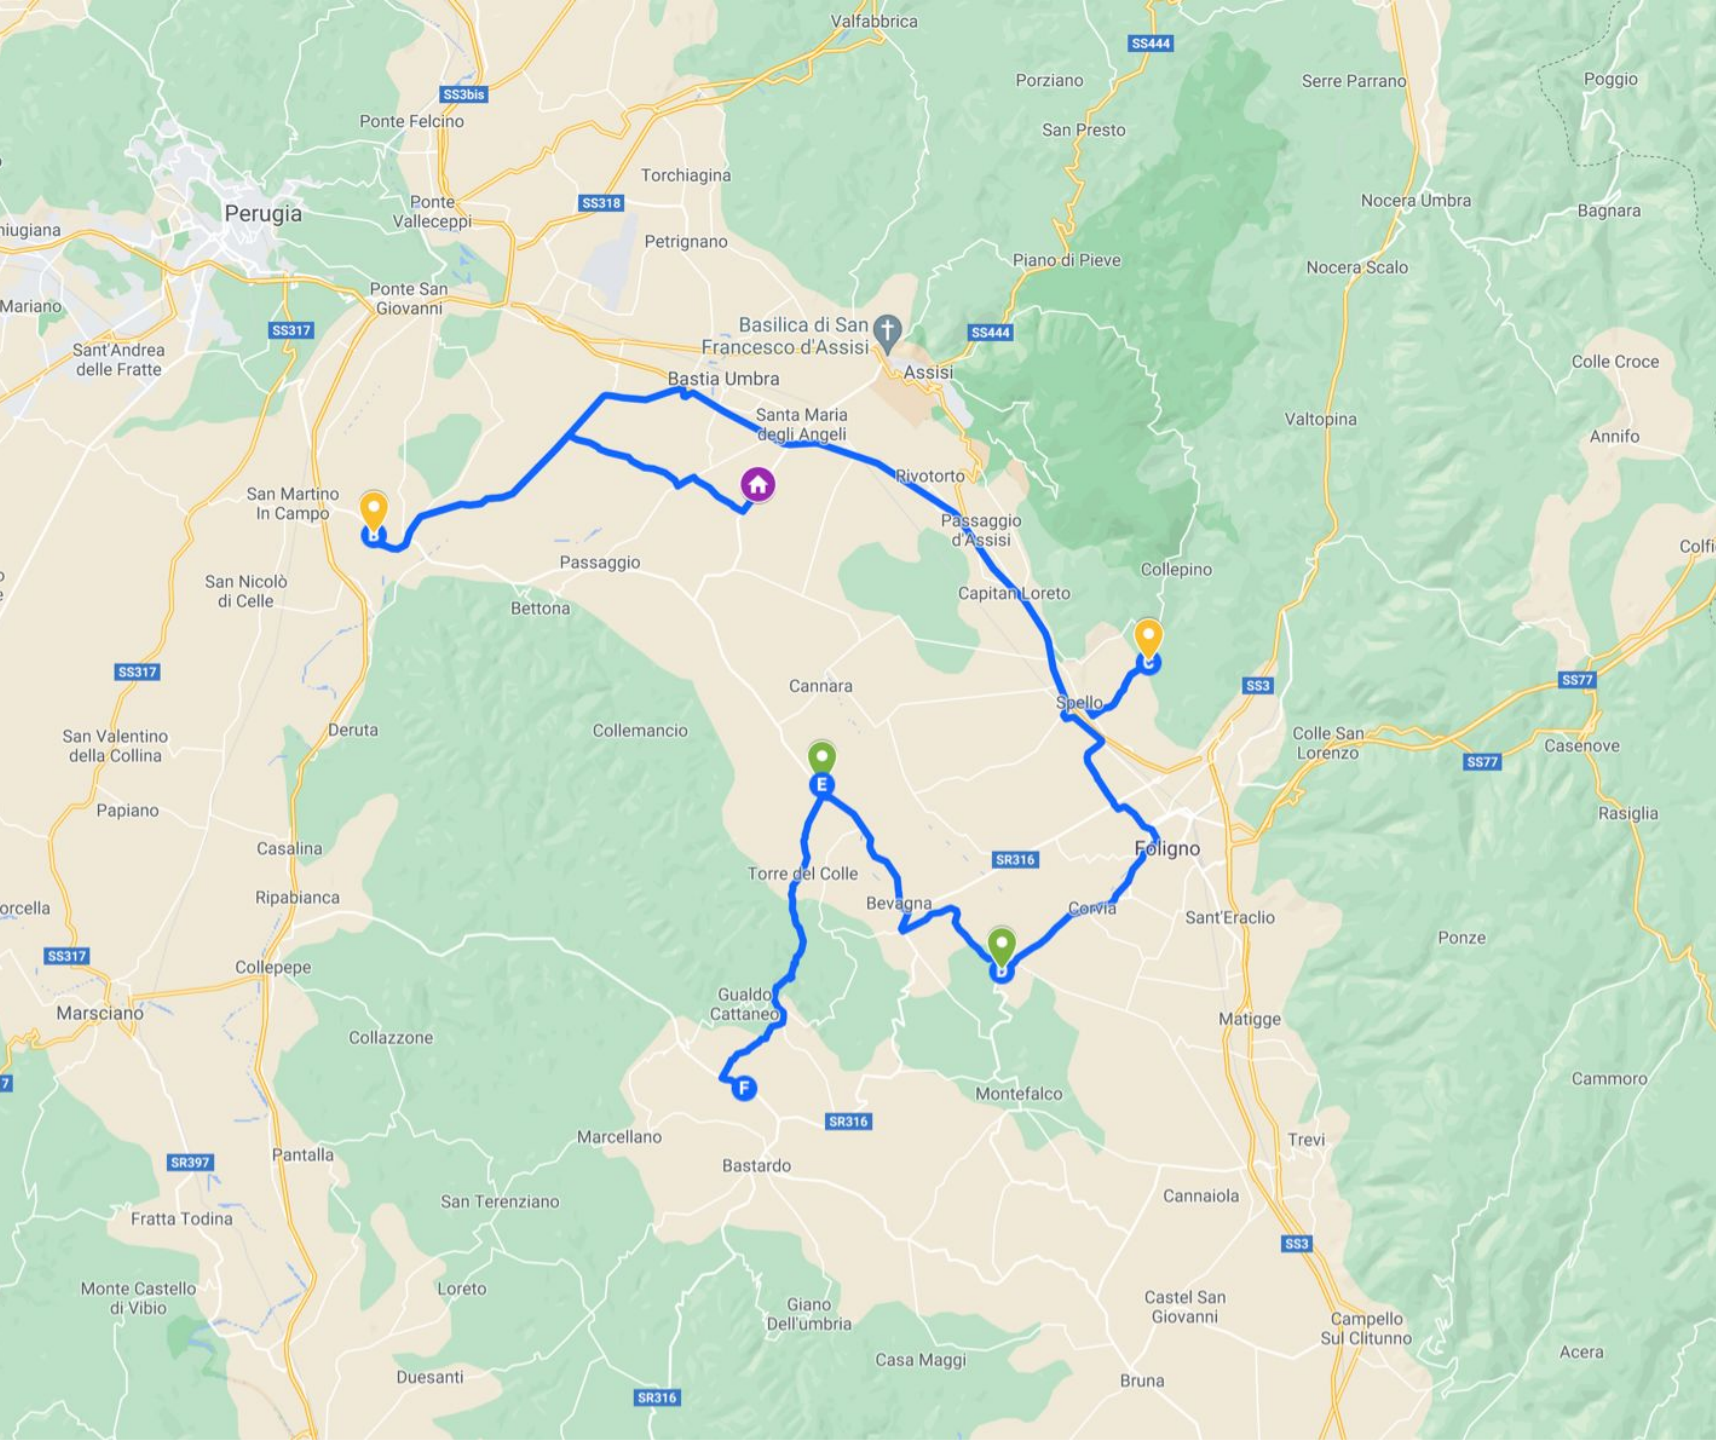 Valfabbrica
SS444
Porziano
Serre Parrano
Poggio
SS3bis
Ponte Felcino
San Presto
Torchiagina
Ponte
Valleceppi
SS318
Nocera Umbra
Bagnara
Perugia
Petrignano
Piano di Pieve
Nocera Scalo
Mariano
Ponte San
Giovanni
SS317
Basilica di San
Francesco d'Assisi
SS444
Sant'Andrea
delle Fratte
Assisi
Colle Croce
Bastia Umbra
Santa Maria
degli Angeli
Valtopina
Annifo
Rivotorto
San Martino
In Campo
Passaggio
d'Assisi
Passaggio
Collepino
San Nicolò
di Celle
Capitan Loreto
Bettona
SS317
Cannara
SS3
SS77
Spello
Deruta
Collemancio
San Valentino
della Collina
Colle San
Lorenzo
Casenove
SS77
E
Papiano
Rasiglia
Casalina
Foligno
SR316
Torre del Colle
Ripabianca
Bevagna
Corvia
Sant'Eraclio
orcella
Ponze
SS317
Collepepe
D
Gualdo
Cattaneo
Marsciano
Matigge
Collazzone
7
F
Montefalco
Cammoro
SR316
Marcellano
Trevi
Pantalla
SR397
Bastardo
Cannaiola
San Terenziano
Fratta Todina
SS3
Monte Castello
di Vibio
Loreto
Giano
Dell'umbria
Castel San
Giovanni
Campello
Sul Clitunno
Casa Maggi
Acera
Duesanti
Bruna
SR316